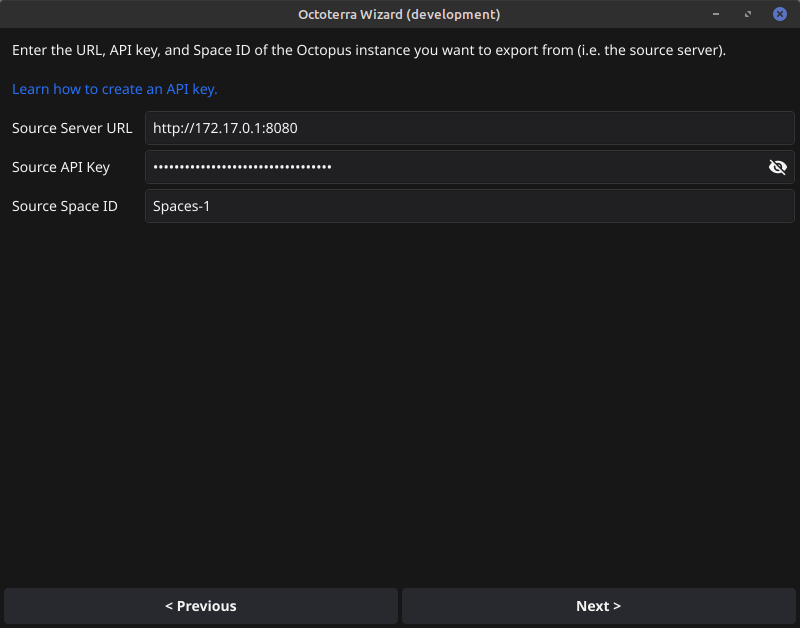 Octoterra Wizard (development)
Enter the URL, API key, and Space ID of the Octopus instance you want to export from (i.e. the source server).
Learn how to create an API key.
Source Server URL http://172.17.0.1:8080
Source API Key ••••••••••••••••••••••••••••••••••
Source Space ID Spaces-1
< Previous Next >